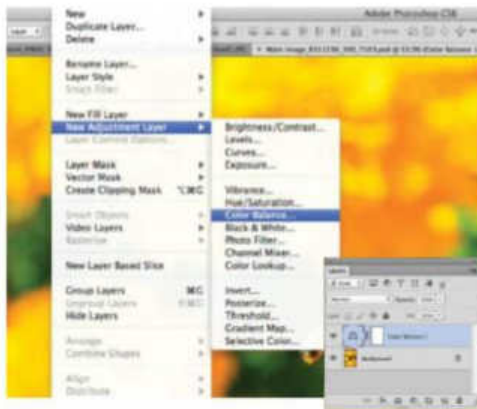 Adobe Photoshop CS6
New
Duplicate Layer...
Delete
Rename Layer...
Layer Style
Smart Filter
New Fill Layer
New Adjustment Layer
Layer Content Options...
Layer Mask
Vector Mask
Create Clipping Mask ⌥⌘G
Smart Objects
Video Layers
Rasterize
New Layer Based Slice
Group Layers ⌘G
Ungroup Layers ⇧⌘G
Hide Layers
Arrange
Combine Shapes
Align
Distribute
Brightness/Contrast...
Levels...
Curves...
Exposure...
Vibrance...
Hue/Saturation...
Color Balance...
Black & White...
Photo Filter...
Channel Mixer...
Color Lookup...
Invert...
Posterize...
Threshold...
Gradient Map...
Selective Color...
Layers
Normal
Opacity
Color Balance 1
Background